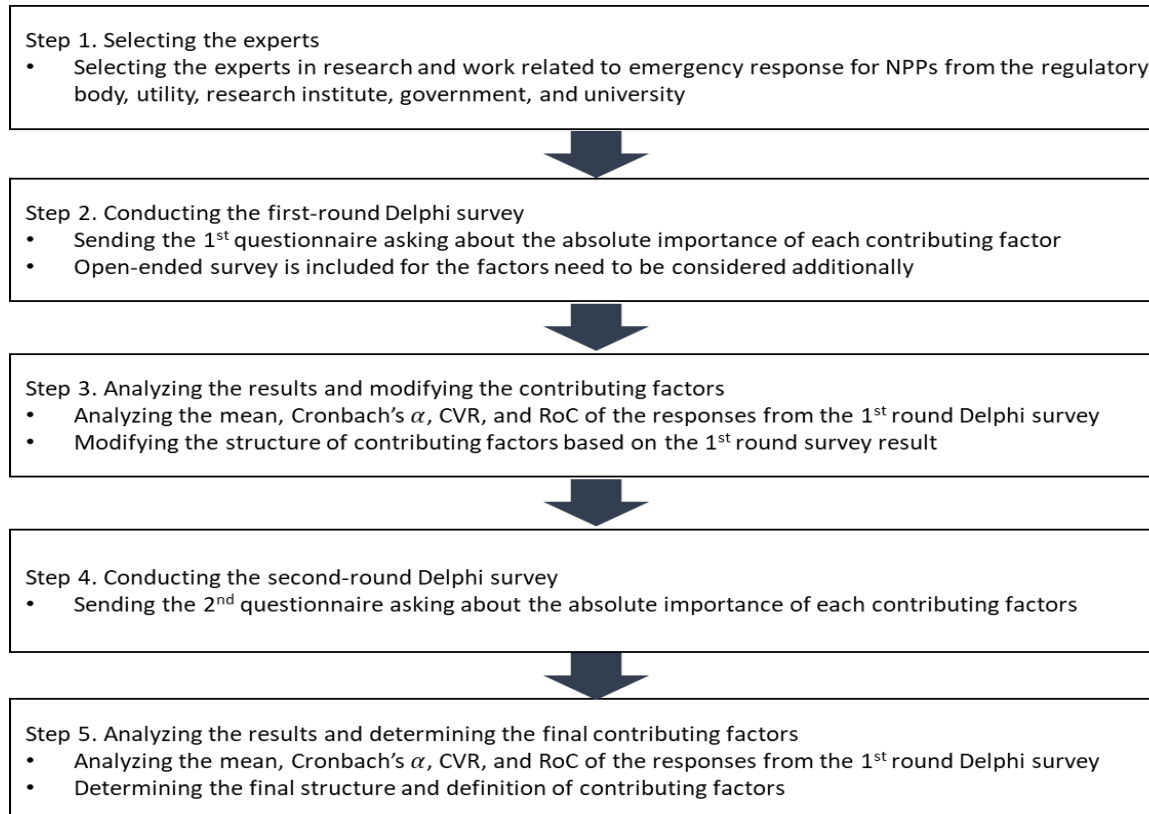 Step 1. Selecting the experts
• Selecting the experts in research and work related to emergency response for NPPs from the regulatory
body, utility, research institute, government, and university
Step 2. Conducting the first-round Delphi survey
• Sending the 1st questionnaire asking about the absolute importance of each contributing factor
• Open-ended survey is included for the factors need to be considered additionally
Step 3. Analyzing the results and modifying the contributing factors
• Analyzing the mean, Cronbach’s α, CVR, and RoC of the responses from the 1st round Delphi survey
• Modifying the structure of contributing factors based on the 1st round survey result
Step 4. Conducting the second-round Delphi survey
• Sending the 2nd questionnaire asking about the absolute importance of each contributing factors
Step 5. Analyzing the results and determining the final contributing factors
• Analyzing the mean, Cronbach’s α, CVR, and RoC of the responses from the 1st round Delphi survey
• Determining the final structure and definition of contributing factors